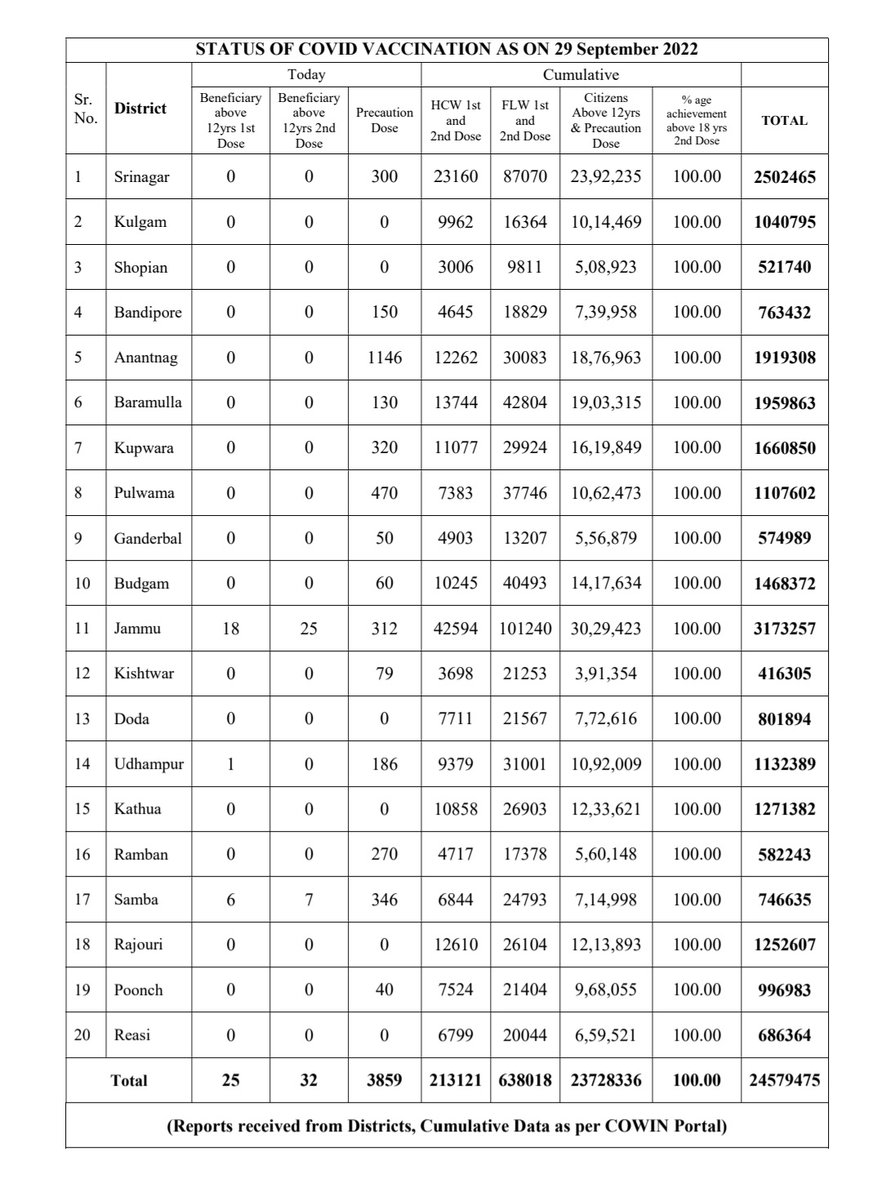 STATUS OF COVID VACCINATION AS ON 29 September 2022
Today Cumulative
Sr. No. District Beneficiary above 12yrs 1st Dose Beneficiary above 12yrs 2nd Dose Precaution Dose HCW 1st and 2nd Dose FLW 1st and 2nd Dose Citizens Above 12yrs & Precaution Dose % age achievement above 18 yrs 2nd Dose TOTAL
1 Srinagar 0 0 300 23160 87070 23,92,235 100.00 2502465
2 Kulgam 0 0 0 9962 16364 10,14,469 100.00 1040795
3 Shopian 0 0 0 3006 9811 5,08,923 100.00 521740
4 Bandipore 0 0 150 4645 18829 7,39,958 100.00 763432
5 Anantnag 0 0 1146 12262 30083 18,76,963 100.00 1919308
6 Baramulla 0 0 130 13744 42804 19,03,315 100.00 1959863
7 Kupwara 0 0 320 11077 29924 16,19,849 100.00 1660850
8 Pulwama 0 0 470 7383 37746 10,62,473 100.00 1107602
9 Ganderbal 0 0 50 4903 13207 5,56,879 100.00 574989
10 Budgam 0 0 60 10245 40493 14,17,634 100.00 1468372
11 Jammu 18 25 312 42594 101240 30,29,423 100.00 3173257
12 Kishtwar 0 0 79 3698 21253 3,91,354 100.00 416305
13 Doda 0 0 0 7711 21567 7,72,616 100.00 801894
14 Udhampur 1 0 186 9379 31001 10,92,009 100.00 1132389
15 Kathua 0 0 0 10858 26903 12,33,621 100.00 1271382
16 Ramban 0 0 270 4717 17378 5,60,148 100.00 582243
17 Samba 6 7 346 6844 24793 7,14,998 100.00 746635
18 Rajouri 0 0 0 12610 26104 12,13,893 100.00 1252607
19 Poonch 0 0 40 7524 21404 9,68,055 100.00 996983
20 Reasi 0 0 0 6799 20044 6,59,521 100.00 686364
Total 25 32 3859 213121 638018 23728336 100.00 24579475
(Reports received from Districts, Cumulative Data as per COWIN Portal)